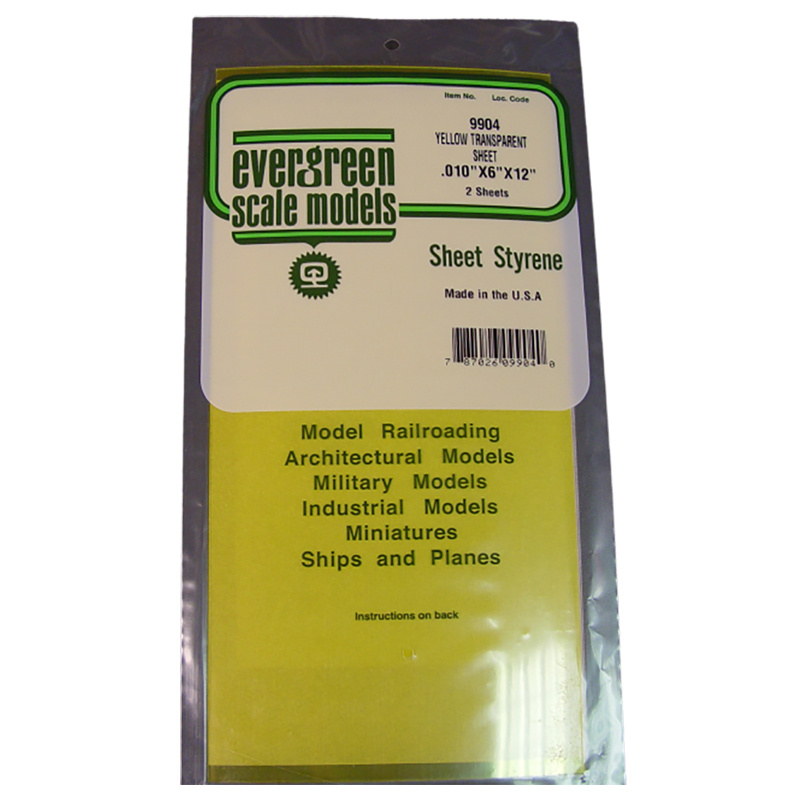 Item No. Loc. Code
9904
YELLOW TRANSPARENT
SHEET
.010"X6"X12"
2 Sheets
evergreen
scale models
Sheet Styrene
Made in the U.S.A
7 87026 09904 0
Model Railroading
Architectural Models
Military Models
Industrial Models
Miniatures
Ships and Planes
Instructions on back